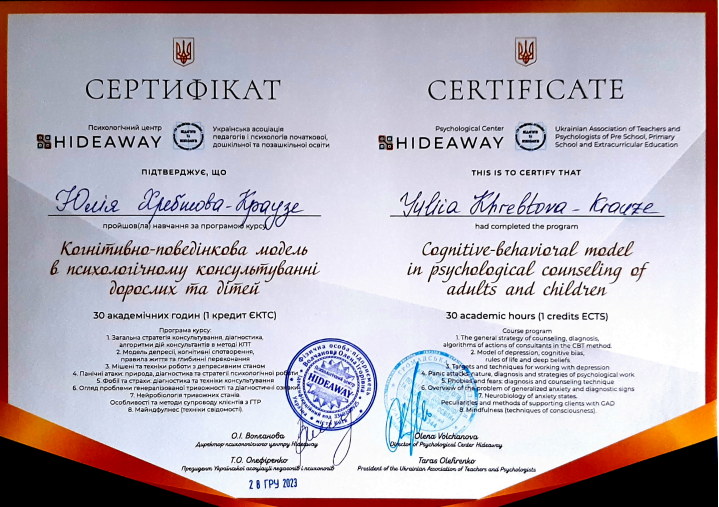 СЕРТИФІКАТ
Психологічний центр
HIDEAWAY
Українська асоціація
педагогів і психологів початкової,
дошкільної та позашкільної освіти
ПІДТВЕРДЖУЄ, ЩО
Юлія Хребтова-Краузе
пройшов(ла) навчання за програмою курсу
Когнітивно-поведінкова модель
в психологічному консультуванні
дорослих та дітей
30 академічних годин (1 кредит ЄКТС)
Програма курсу:
1. Загальна стратегія консультування, діагностика,
алгоритми дій консультантів в методі КПТ
2. Модель депресії, когнітивні спотворення,
правила життя та глибинні переконання
3. Мішені та техніки роботи з депресивним станом
4. Панічні атаки: природа, діагностика та стратегії психологічної роботи
5. Фобії та страхи: діагностика та техніки консультування
6. Огляд проблеми генералізованої тривожності та діагностичні ознаки
7. Нейробіологія тривожних станів.
Особливості та методи супроводу клієнтів з ГТР
8. Майндфулнес (техніки свідомості).
О.І. Волханова
Директор психологічного центру Hideaway
Т.О. Олефіренко
Президент Української асоціації педагогів і психологів
2 8 ГРУ 2023
HIDEAWAY
CERTIFICATE
Psychological Center
HIDEAWAY
Ukrainian Association of Teachers and
Psychologists of Pre School, Primary
School and Extracurricular Education
THIS IS TO CERTIFY THAT
Yuliia Khrebtova - Krauze
had completed the program
Cognitive-behavioral model
in psychological counseling of
adults and children
30 academic hours (1 credits ECTS)
Course program
1. The general strategy of counseling, diagnosis,
algorithms of actions of consultants in the CBT method.
2. Model of depression, cognitive bias,
rules of life and deep beliefs
3. Targets and techniques for working with depression
4. Panic attacks: nature, diagnosis and strategies of psychological work
5. Phobies and fears: diagnosis and counseling technique
6. Overview of the problem of generalized anxiety and diagnostic signs
7. Neurobiology of anxiety states.
Peculiarities and methods of supporting clients with GAD
8. Mindfulness (techniques of consciousness).
Olena Volchanova
Director of Psychological Center Hideaway
Taras Olefirenko
President of the Ukrainian Association of Teachers and Psychologists